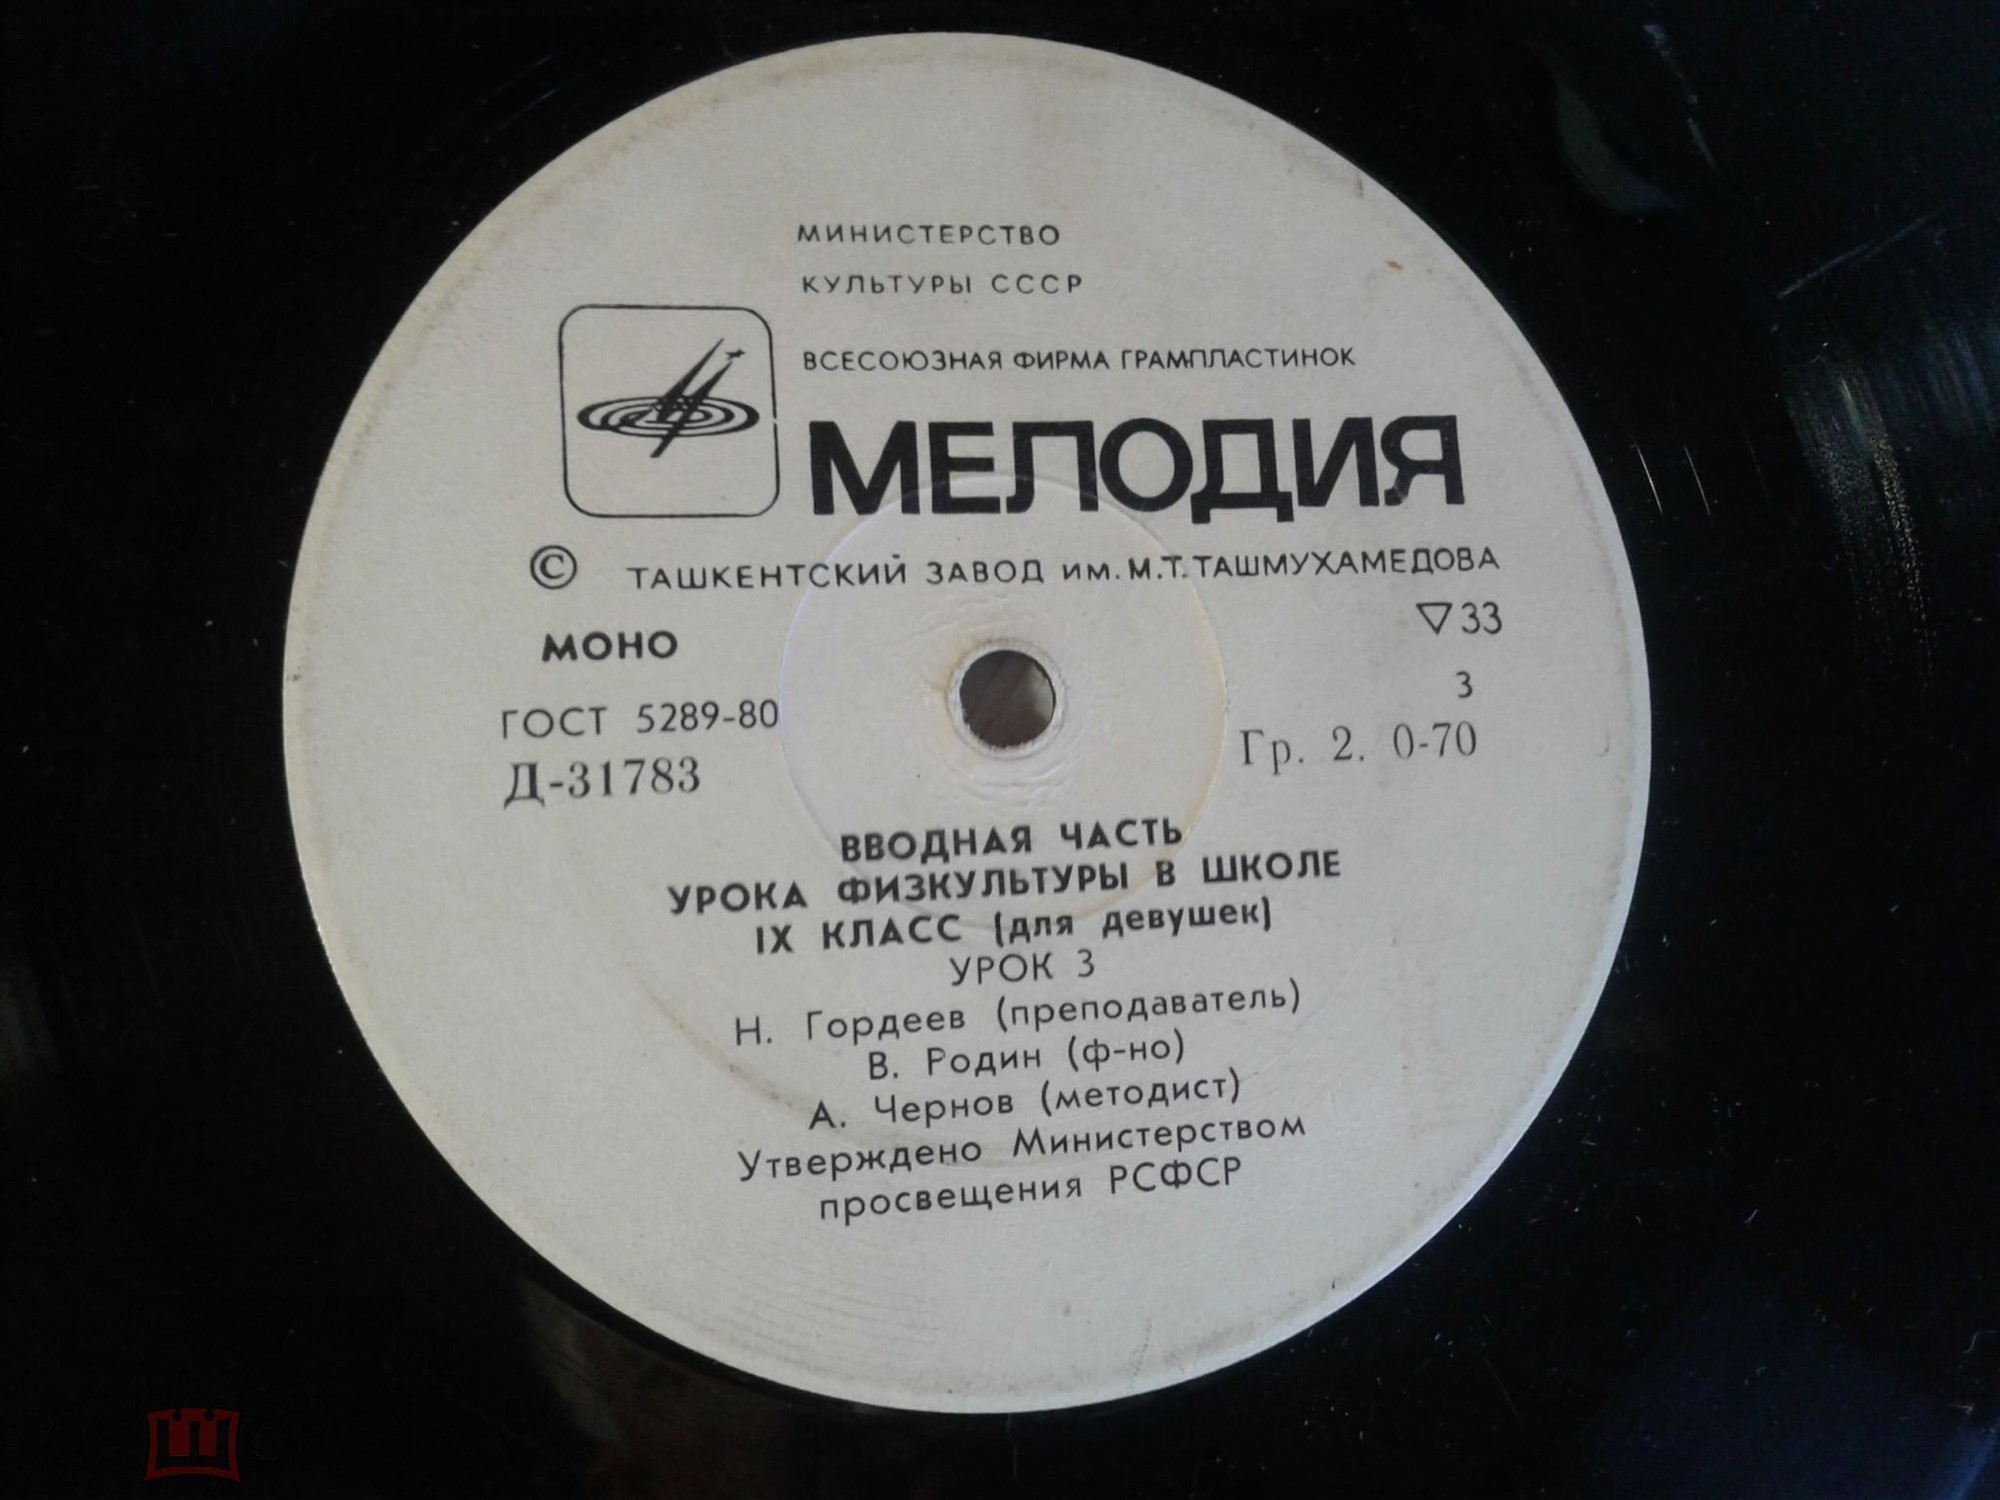 МИНИСТЕРСТВО
КУЛЬТУРЫ СССР
ВСЕСОЮЗНАЯ ФИРМА ГРАМПЛАСТИНОК
МЕЛОДИЯ
© ТАШКЕНТСКИЙ ЗАВОД им. М.Т. ТАШМУХАМЕДОВА
▽33
МОНО
3
ГОСТ 5289-80
Гр. 2. 0-70
Д-31783
ВВОДНАЯ ЧАСТЬ
УРОКА ФИЗКУЛЬТУРЫ В ШКОЛЕ
IX КЛАСС (для девушек)
УРОК 3
Н. Гордеев (преподаватель)
В. Родин (ф-но)
А. Чернов (методист)
Утверждено Министерством
просвещения РСФСР